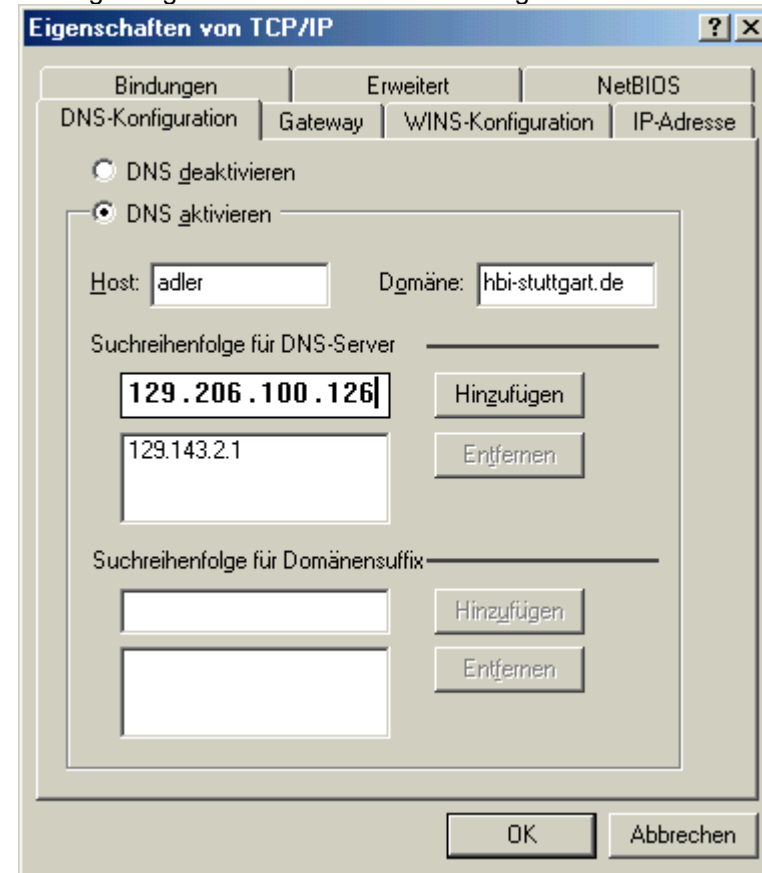 Eigenschaften von TCP/IP ? ×
Bindungen Erweitert NetBIOS
DNS-Konfiguration Gateway WINS-Konfiguration IP-Adresse
DNS deaktivieren
DNS aktivieren
Host: adler Domäne: hbi-stuttgart.de
Suchreihenfolge für DNS-Server
129.206.100.126 Hinzufügen
129.143.2.1 Entfernen
Suchreihenfolge für Domänensuffix
Hinzufügen
Entfernen
OK Abbrechen